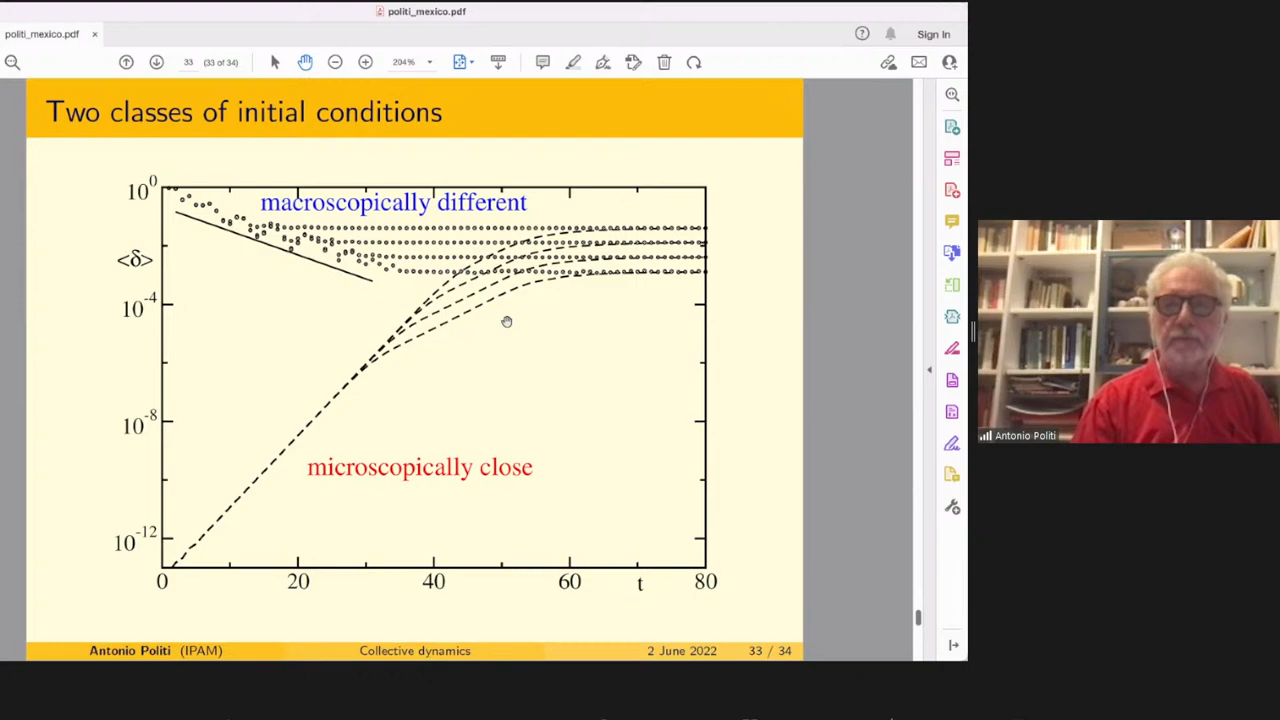 politi_mexico.pdf
politi_mexico.pdf ×
Sign In
33 (33 of 34) 204%
Two classes of initial conditions
10^0
macroscopically different
<δ>
10^-4
10^-8
microscopically close
10^-12
0 20 40 60 t 80
Antonio Politi (IPAM) Collective dynamics 2 June 2022 33 / 34
Antonio Politi